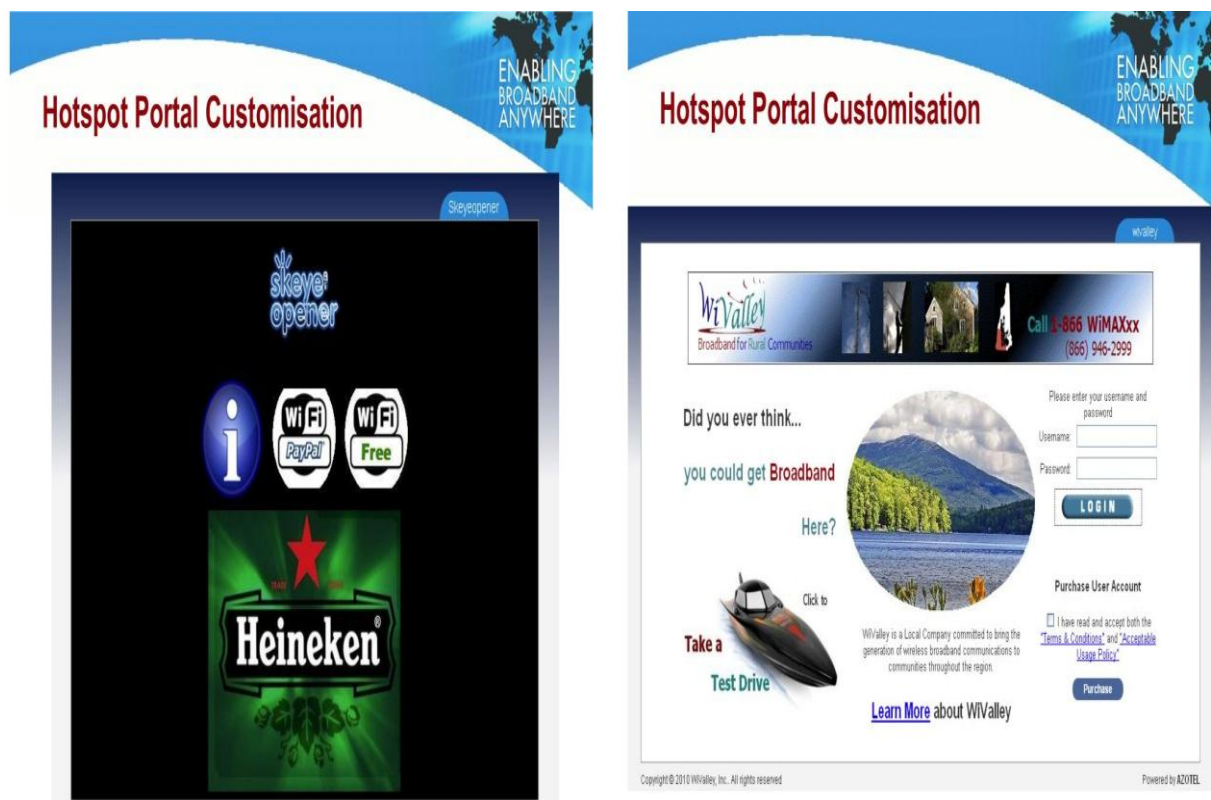 Hotspot Portal Customisation
ENABLING
BROADBAND
ANYWHERE
Skeyeopener
skeye
opener
i
Wi Fi
PayPal
Wi Fi
Free
TRADE
Heineken®
Hotspot Portal Customisation
ENABLING
BROADBAND
ANYWHERE
wivalley
WiValley
Broadband for Rural Communities
Call 1-866 WiMAXxx
(866) 946-2999
Did you ever think...
you could get Broadband
Here?
Click to
Take a
Test Drive
WiValley is a Local Company committed to bring the
generation of wireless broadband communications to
communities throughout the region.
Learn More about WiValley
Please enter your username and
password
Username:
Password:
LOGIN
Purchase User Account
I have read and accept both the
"Terms & Conditions" and "Acceptable
Usage Policy"
Purchase
Copyright © 2010 WiValley, Inc.. All rights reserved
Powered by AZOTEL